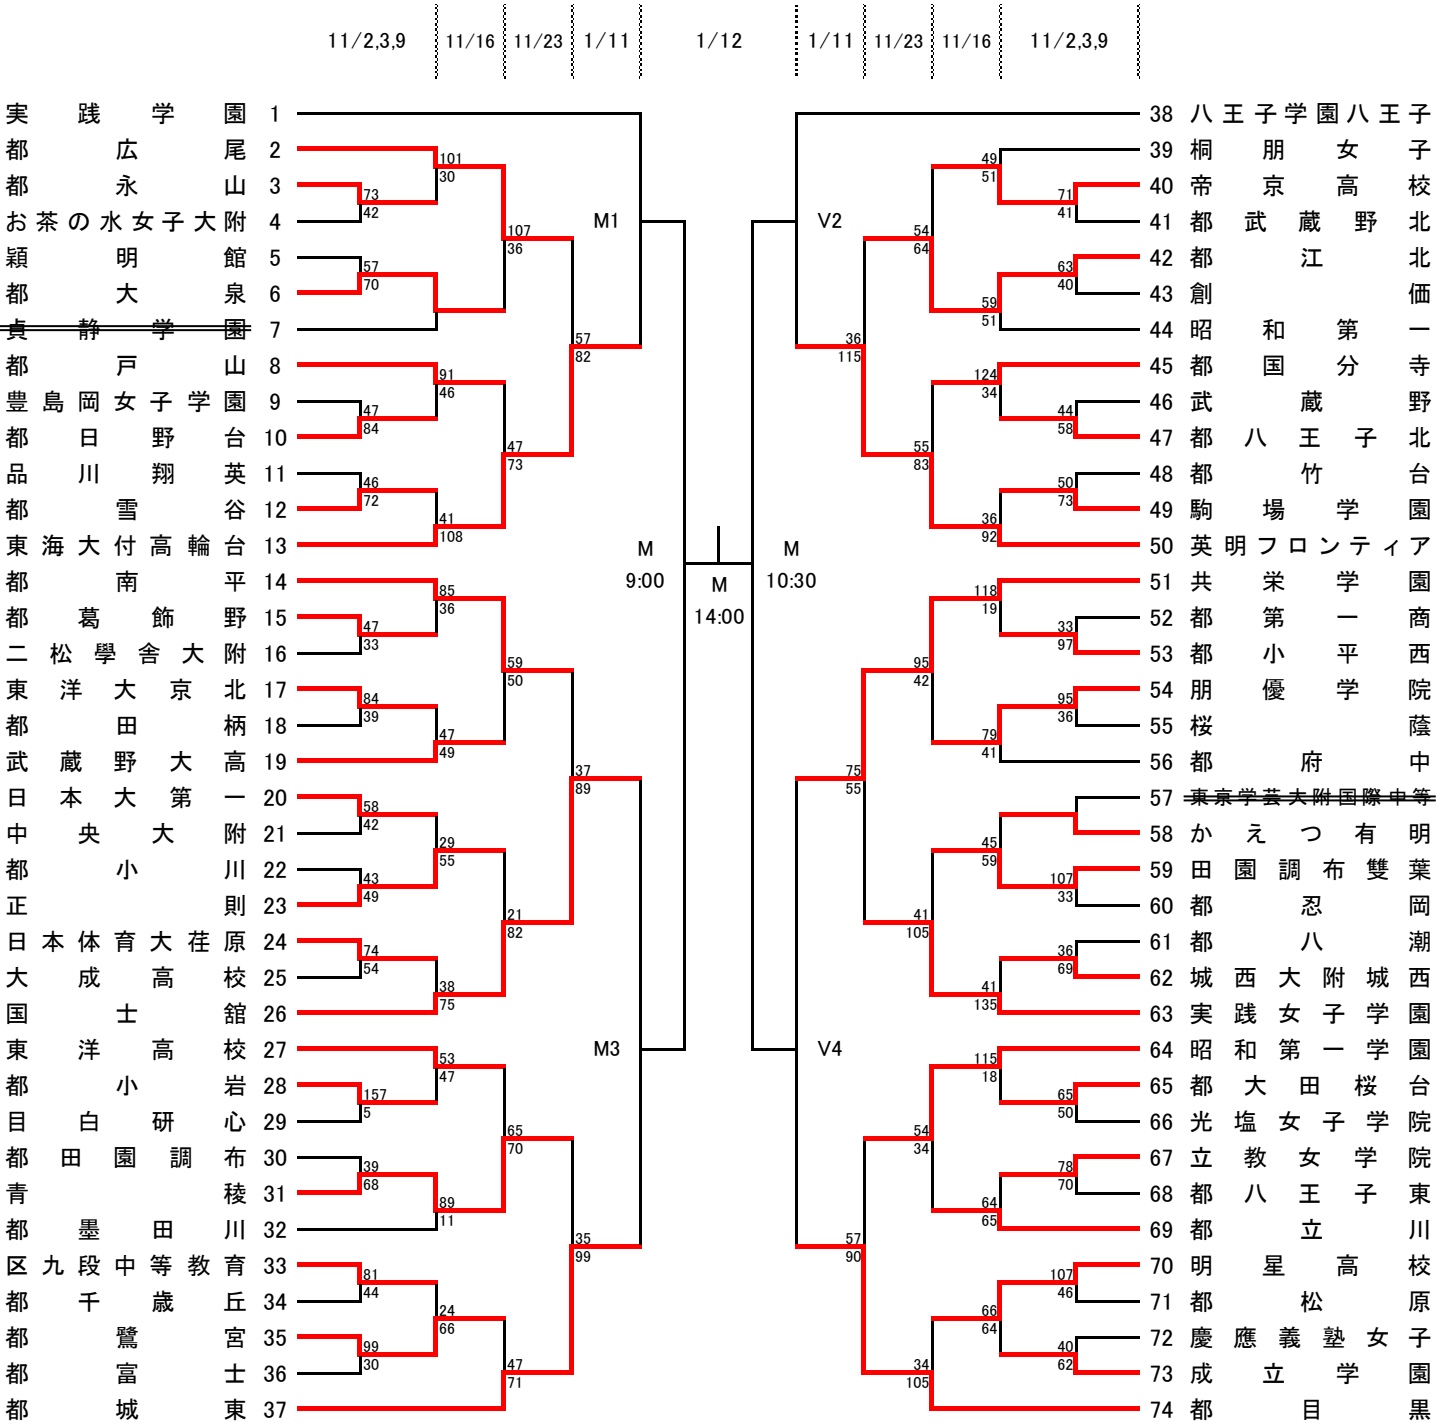 11/2,3,9 11/16 11/23 1/11 1/12 1/11 11/23 11/16 11/2,3,9
実践学園 1
都広尾 2
都永山 3
お茶の水女子大附 4
穎明館 5
都大泉 6
貞静学園 7
都戸山 8
豊島岡女子学園 9
都日野台 10
品川翔英 11
都雪谷 12
東海大付高輪台 13
都南平 14
都葛飾野 15
二松學舎大附 16
東洋大京北 17
都田柄 18
武蔵野大高 19
日本大第一 20
中央大附 21
都小川 22
正則 23
日本体育大荏原 24
大成高校 25
国士舘 26
東洋高校 27
都小岩 28
目白研心 29
都田園調布 30
青稜 31
都墨田川 32
区九段中等教育 33
都千歳丘 34
都鷺宮 35
都富士 36
都城東 37
73
42
57
70
47
84
46
72
47
33
84
39
58
42
43
49
74
54
157
5
39
68
81
44
99
30
101
30
91
46
41
108
85
36
47
49
29
55
38
75
53
47
89
11
24
66
107
36
47
73
59
50
21
82
65
70
47
71
57
82
37
89
35
99
M1
M3
M
9:00
M
14:00
M
10:30
V2
V4
36
115
75
55
57
90
54
64
55
83
95
42
41
105
54
34
34
105
49
51
59
51
124
34
36
92
118
19
79
41
45
59
41
135
115
18
64
65
66
64
71
41
63
40
44
58
50
73
33
97
95
36
107
33
36
69
65
50
78
70
107
46
40
62
38 八王子学園八王子
39 桐朋女子
40 帝京高校
41 都武蔵野北
42 都江北
43 創価
44 昭和第一
45 都国分寺
46 武蔵野
47 都八王子北
48 都竹台
49 駒場学園
50 英明フロンティア
51 共栄学園
52 都第一商
53 都小平西
54 朋優学院
55 桜蔭
56 都府中
57 東京学芸大附国際中等
58 かえつ有明
59 田園調布雙葉
60 都忍岡
61 都八潮
62 城西大附城西
63 実践女子学園
64 昭和第一学園
65 都大田桜台
66 光塩女子学院
67 立教女学院
68 都八王子東
69 都立川
70 明星高校
71 都松原
72 慶應義塾女子
73 成立学園
74 都目黒